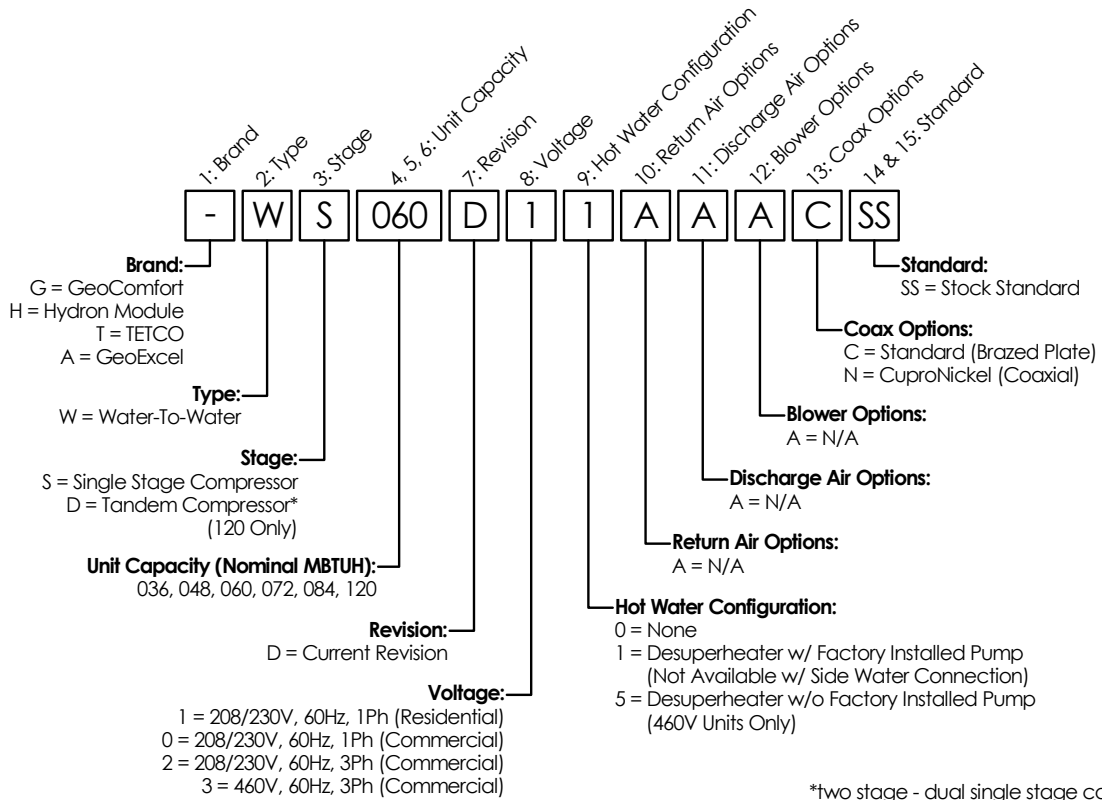 1: Brand
2: Type
3: Stage
4, 5, 6: Unit Capacity
7: Revision
8: Voltage
9: Hot Water Configuration
10: Return Air Options
11: Discharge Air Options
12: Blower Options
13: Coax Options
14 & 15: Standard
- W S 060 D 1 1 A A A C SS
Brand:
G = GeoComfort
H = Hydron Module
T = TETCO
A = GeoExcel
Type:
W = Water-To-Water
Stage:
S = Single Stage Compressor
D = Tandem Compressor*
(120 Only)
Unit Capacity (Nominal MBTUH):
036, 048, 060, 072, 084, 120
Revision:
D = Current Revision
Voltage:
1 = 208/230V, 60Hz, 1Ph (Residential)
0 = 208/230V, 60Hz, 1Ph (Commercial)
2 = 208/230V, 60Hz, 3Ph (Commercial)
3 = 460V, 60Hz, 3Ph (Commercial)
Standard:
SS = Stock Standard
Coax Options:
C = Standard (Brazed Plate)
N = CuproNickel (Coaxial)
Blower Options:
A = N/A
Discharge Air Options:
A = N/A
Return Air Options:
A = N/A
Hot Water Configuration:
0 = None
1 = Desuperheater w/ Factory Installed Pump
(Not Available w/ Side Water Connection)
5 = Desuperheater w/o Factory Installed Pump
(460V Units Only)
*two stage - dual single stage